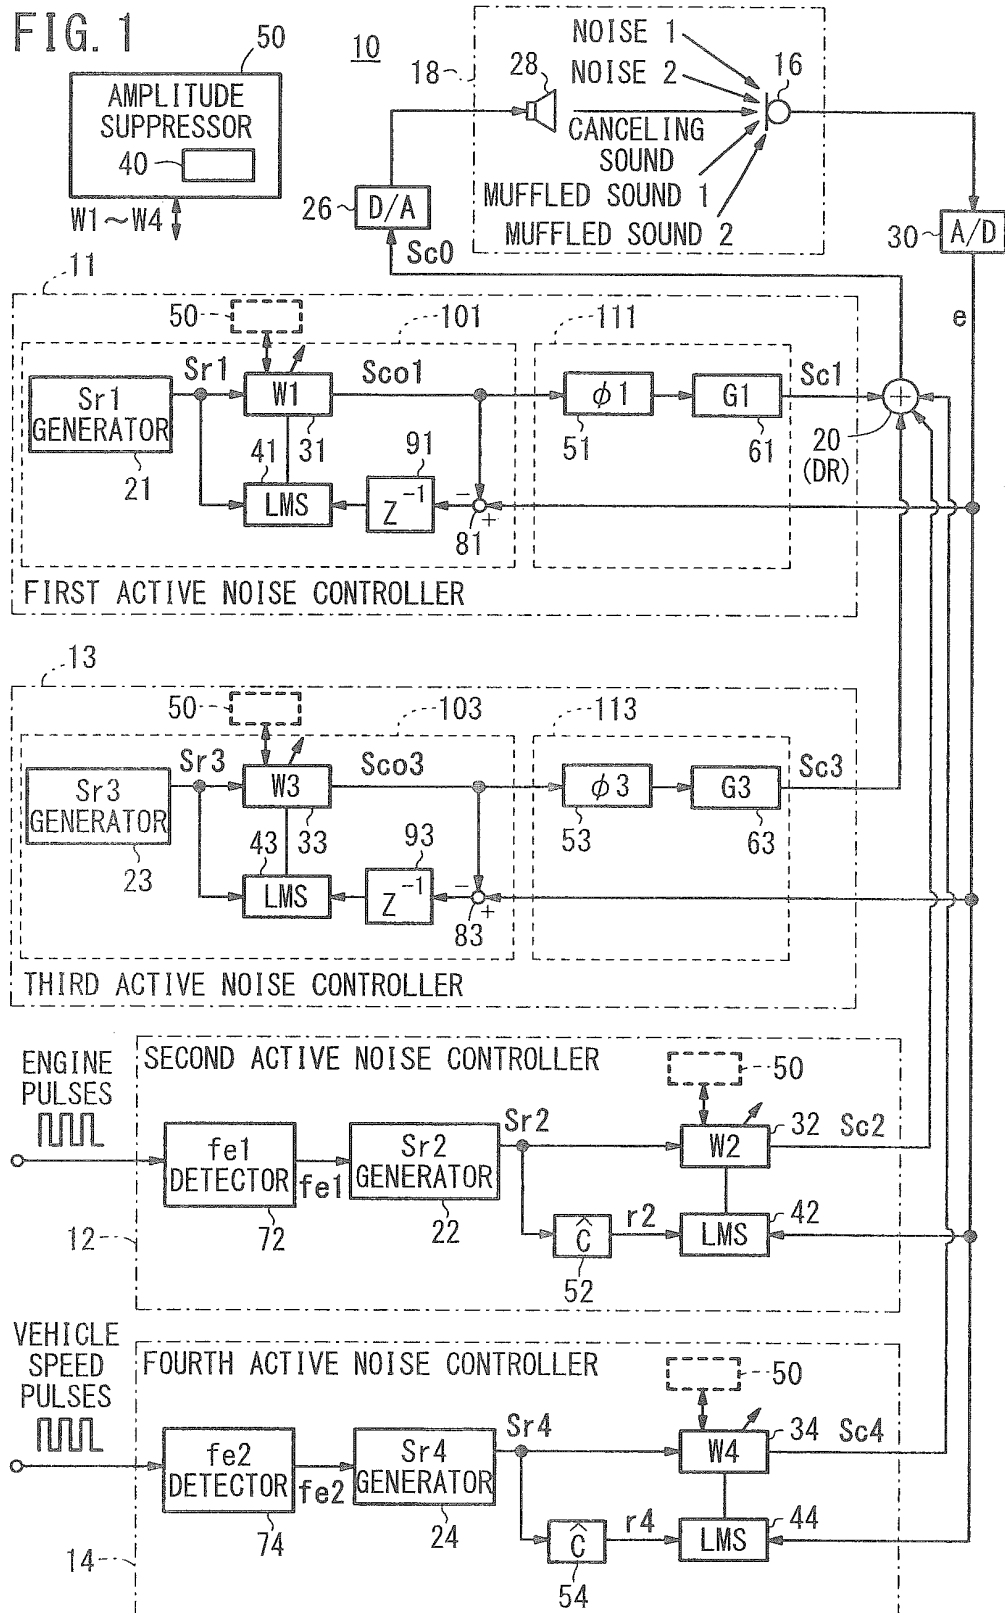 FIG. 1
50
10
AMPLITUDE
SUPPRESSOR
40
W1~W4
18
28
NOISE 1
NOISE 2
16
CANCELING
SOUND
MUFFLED SOUND 1
MUFFLED SOUND 2
26
D/A
Sc0
30
A/D
e
11
50
101
111
Sr1
Sr1
GENERATOR
21
W1
31
Sco1
41
LMS
91
Z-1
-
+
81
φ1
51
G1
61
Sc1
+
20
(DR)
FIRST ACTIVE NOISE CONTROLLER
13
50
103
113
Sr3
Sr3
GENERATOR
23
W3
33
Sco3
43
LMS
93
Z-1
-
+
83
φ3
53
G3
63
Sc3
THIRD ACTIVE NOISE CONTROLLER
ENGINE
PULSES
SECOND ACTIVE NOISE CONTROLLER
50
fe1
DETECTOR
72
fe1
Sr2
GENERATOR
22
Sr2
W2
32
Sc2
Ĉ
52
r2
LMS
42
12
VEHICLE
SPEED
PULSES
FOURTH ACTIVE NOISE CONTROLLER
50
fe2
DETECTOR
74
fe2
Sr4
GENERATOR
24
Sr4
W4
34
Sc4
Ĉ
54
r4
LMS
44
14